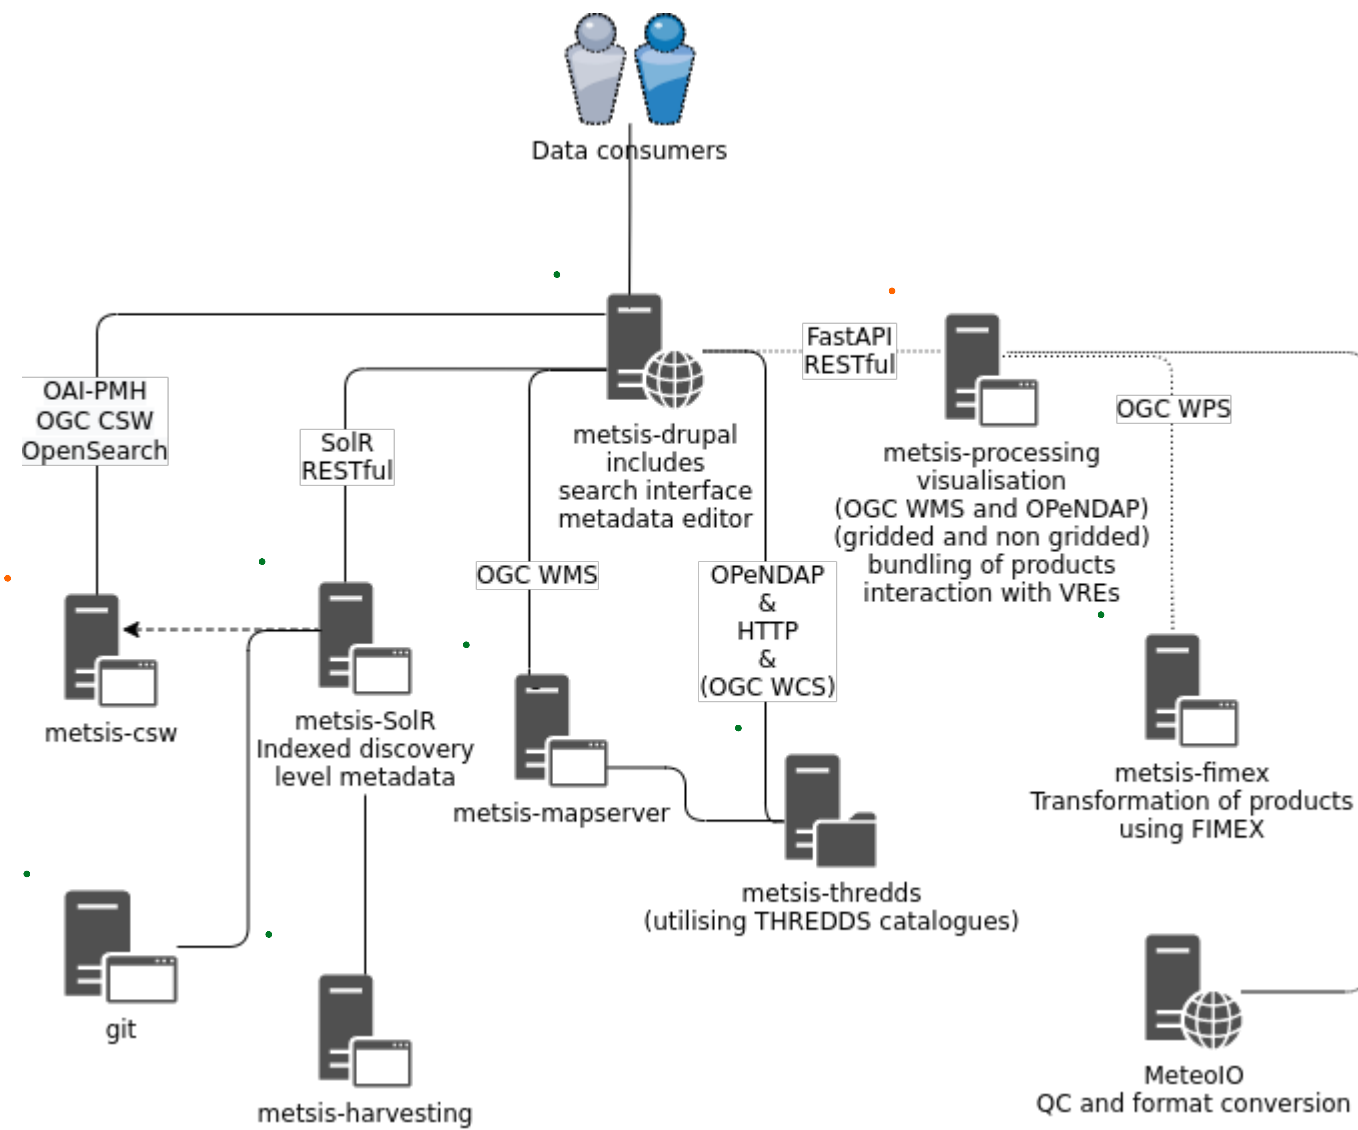 Data consumers
FastAPI
RESTful
OAI-PMH
OGC CSW
OpenSearch
SolR
RESTful
OGC WPS
metsis-drupal
includes
search interface
metadata editor
metsis-processing
visualisation
(OGC WMS and OPeNDAP)
(gridded and non gridded)
bundling of products
interaction with VREs
OGC WMS
OPeNDAP
&
HTTP
&
(OGC WCS)
metsis-csw
metsis-SolR
Indexed discovery
level metadata
metsis-mapserver
metsis-fimex
Transformation of products
using FIMEX
metsis-thredds
(utilising THREDDS catalogues)
git
metsis-harvesting
MeteoIO
QC and format conversion